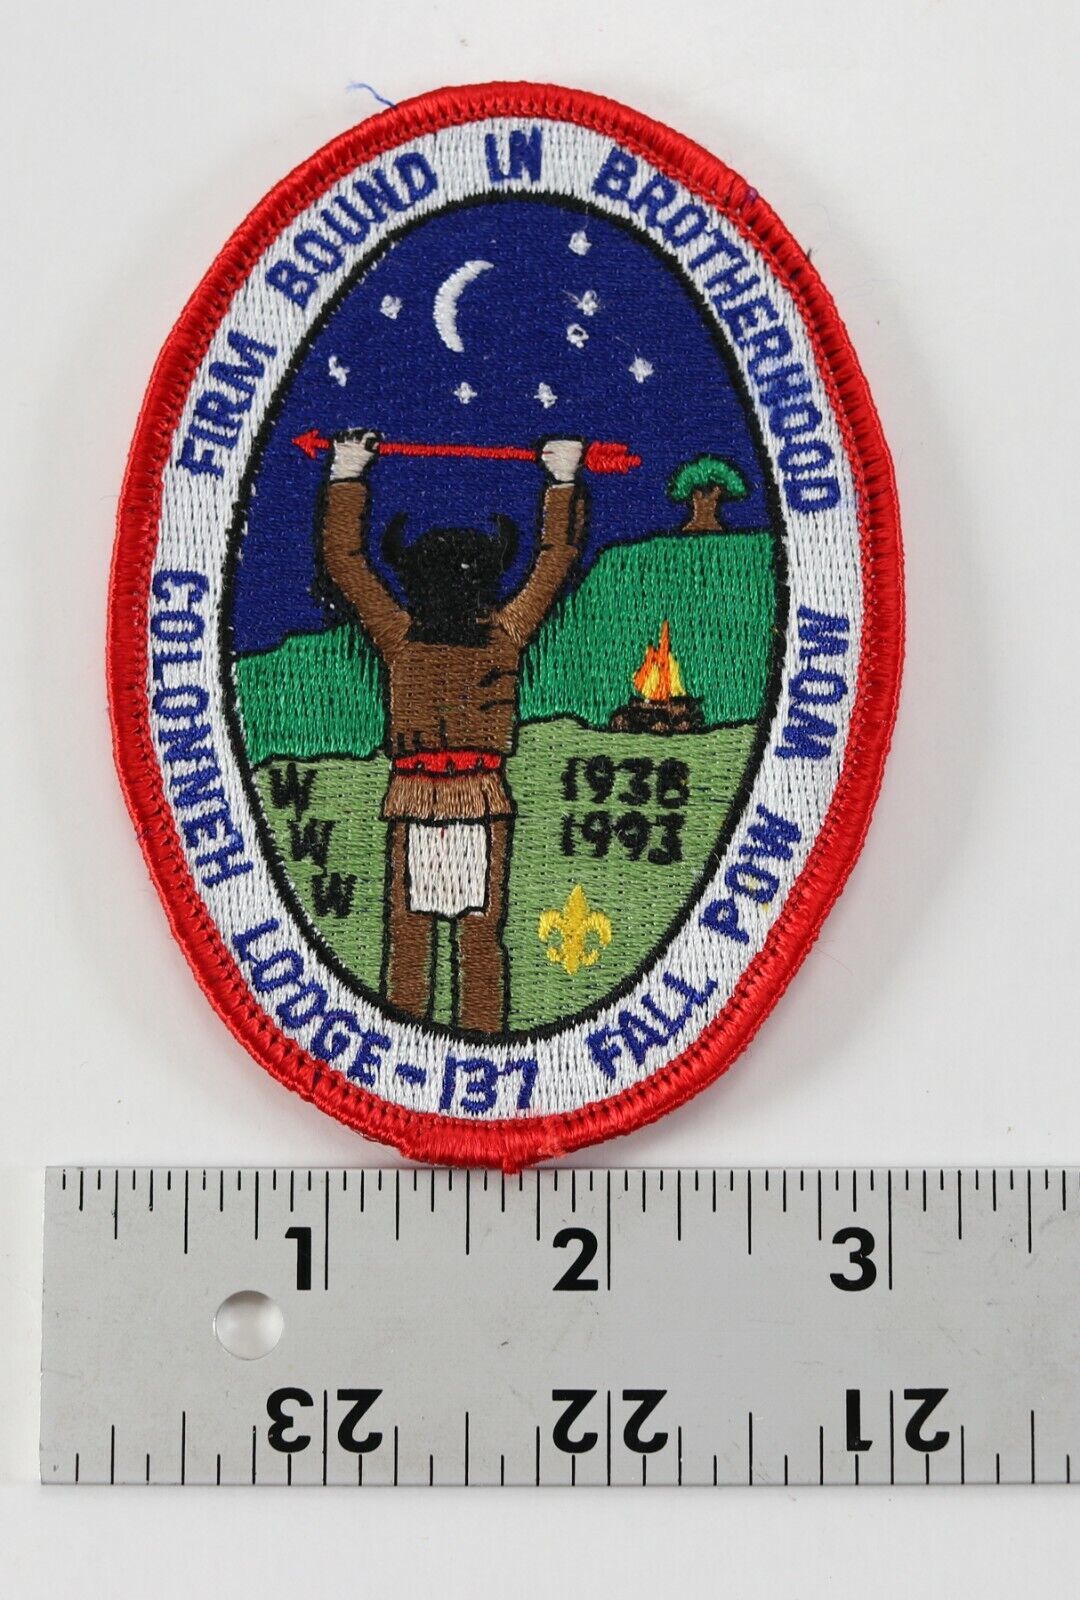 FIRM BOUND IN BROTHERHOOD
COLONNEH LODGE-137 FALL POW WOW
W
W
W
1938
1993
1 2 3
23 22 21